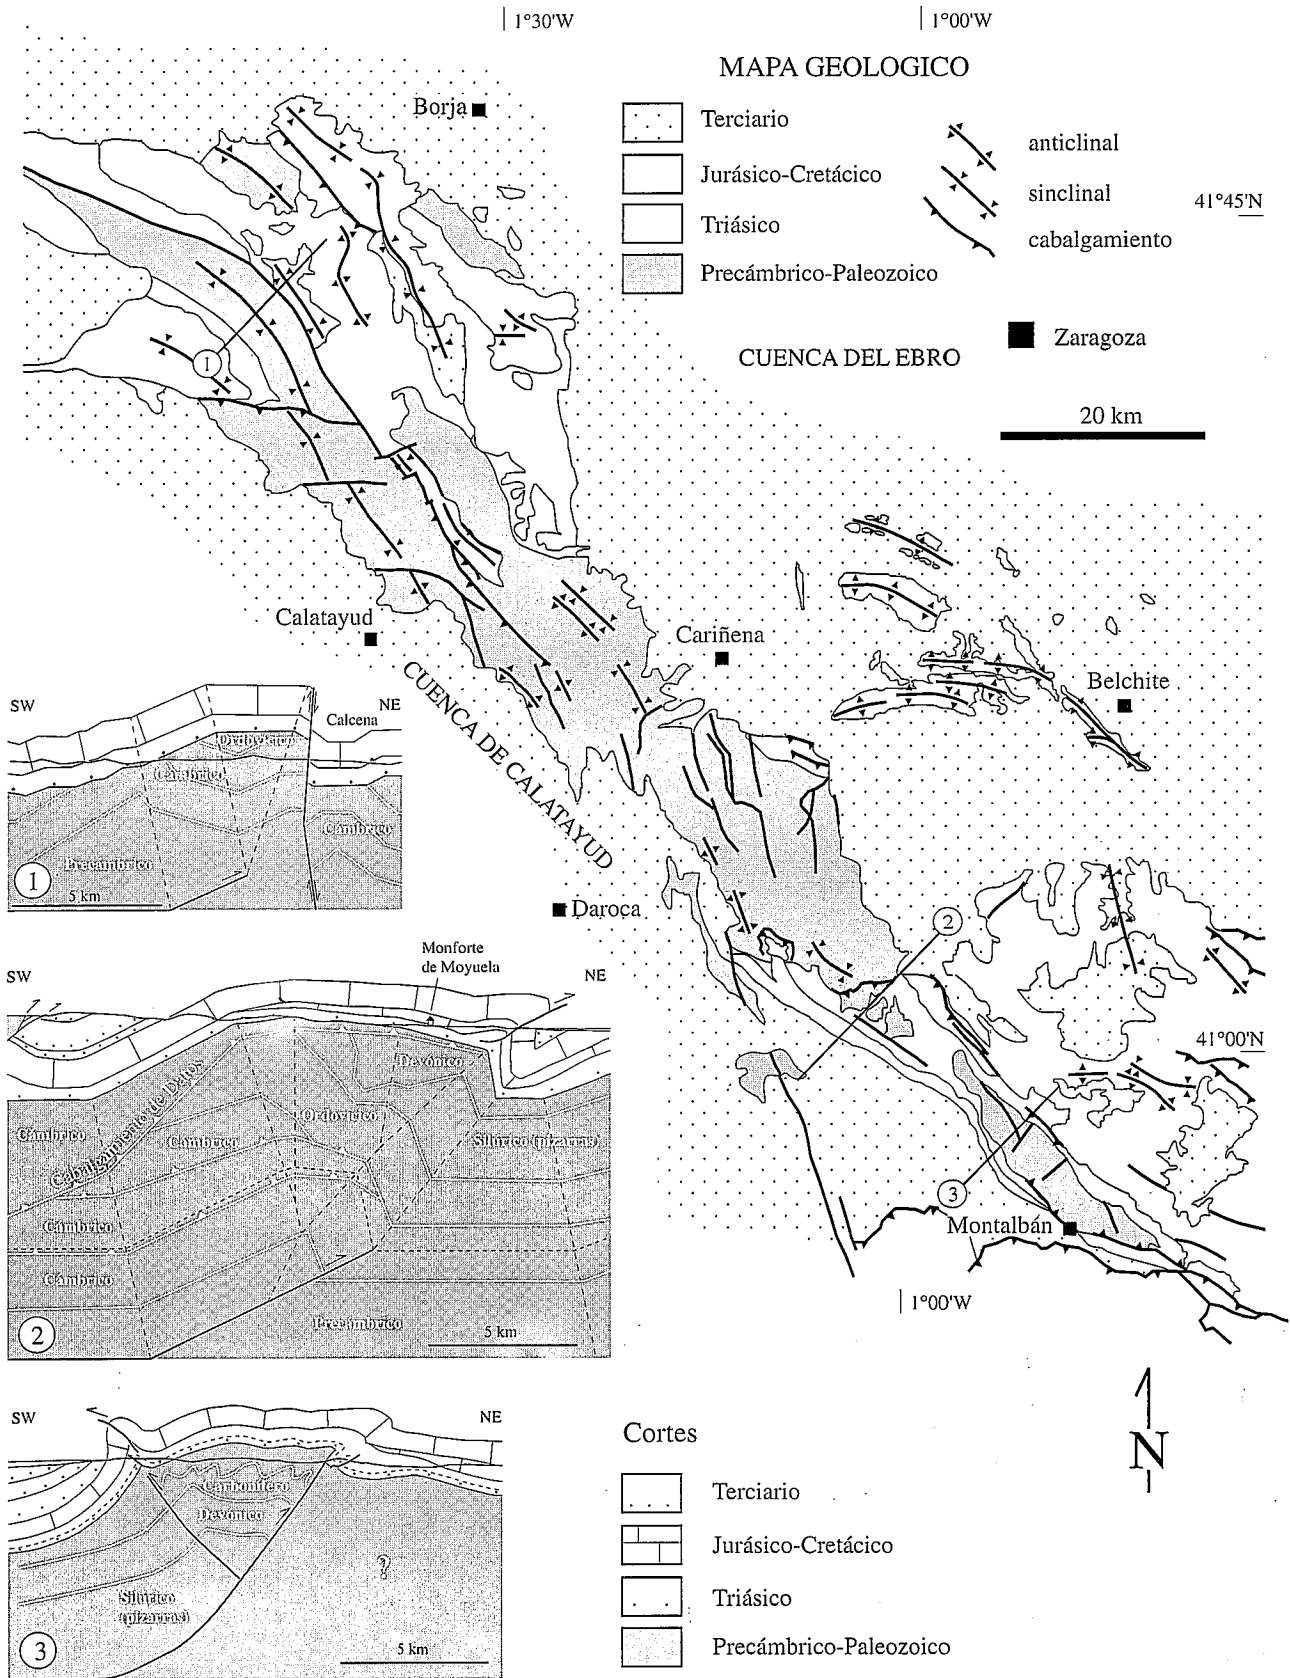 1°30'W
1°00'W
MAPA GEOLOGICO
Borja
Terciario
Jurásico-Cretácico
Triásico
Precámbrico-Paleozoico
anticlinal
sinclinal
cabalgamiento
41°45'N
Zaragoza
CUENCA DEL EBRO
20 km
1
Calatayud
Cariñena
Belchite
CUENCA DE CALATAYUD
Daroca
2
41°00'N
3
Montalbán
1°00'W
SW
NE
Calcena
Ordovícico
Cámbrico
Cámbrico
Precámbrico
1
5 km
SW
Monforte
de Moyuela
NE
Devónico
Cabalgamiento de Datos
Ordovícico
Cámbrico
Cámbrico
Silúrico (pizarras)
Cámbrico
Cámbrico
Precámbrico
2
5 km
SW
NE
Carbonífero
Devónico
?
Silúrico
(pizarras)
3
5 km
N
Cortes
Terciario
Jurásico-Cretácico
Triásico
Precámbrico-Paleozoico